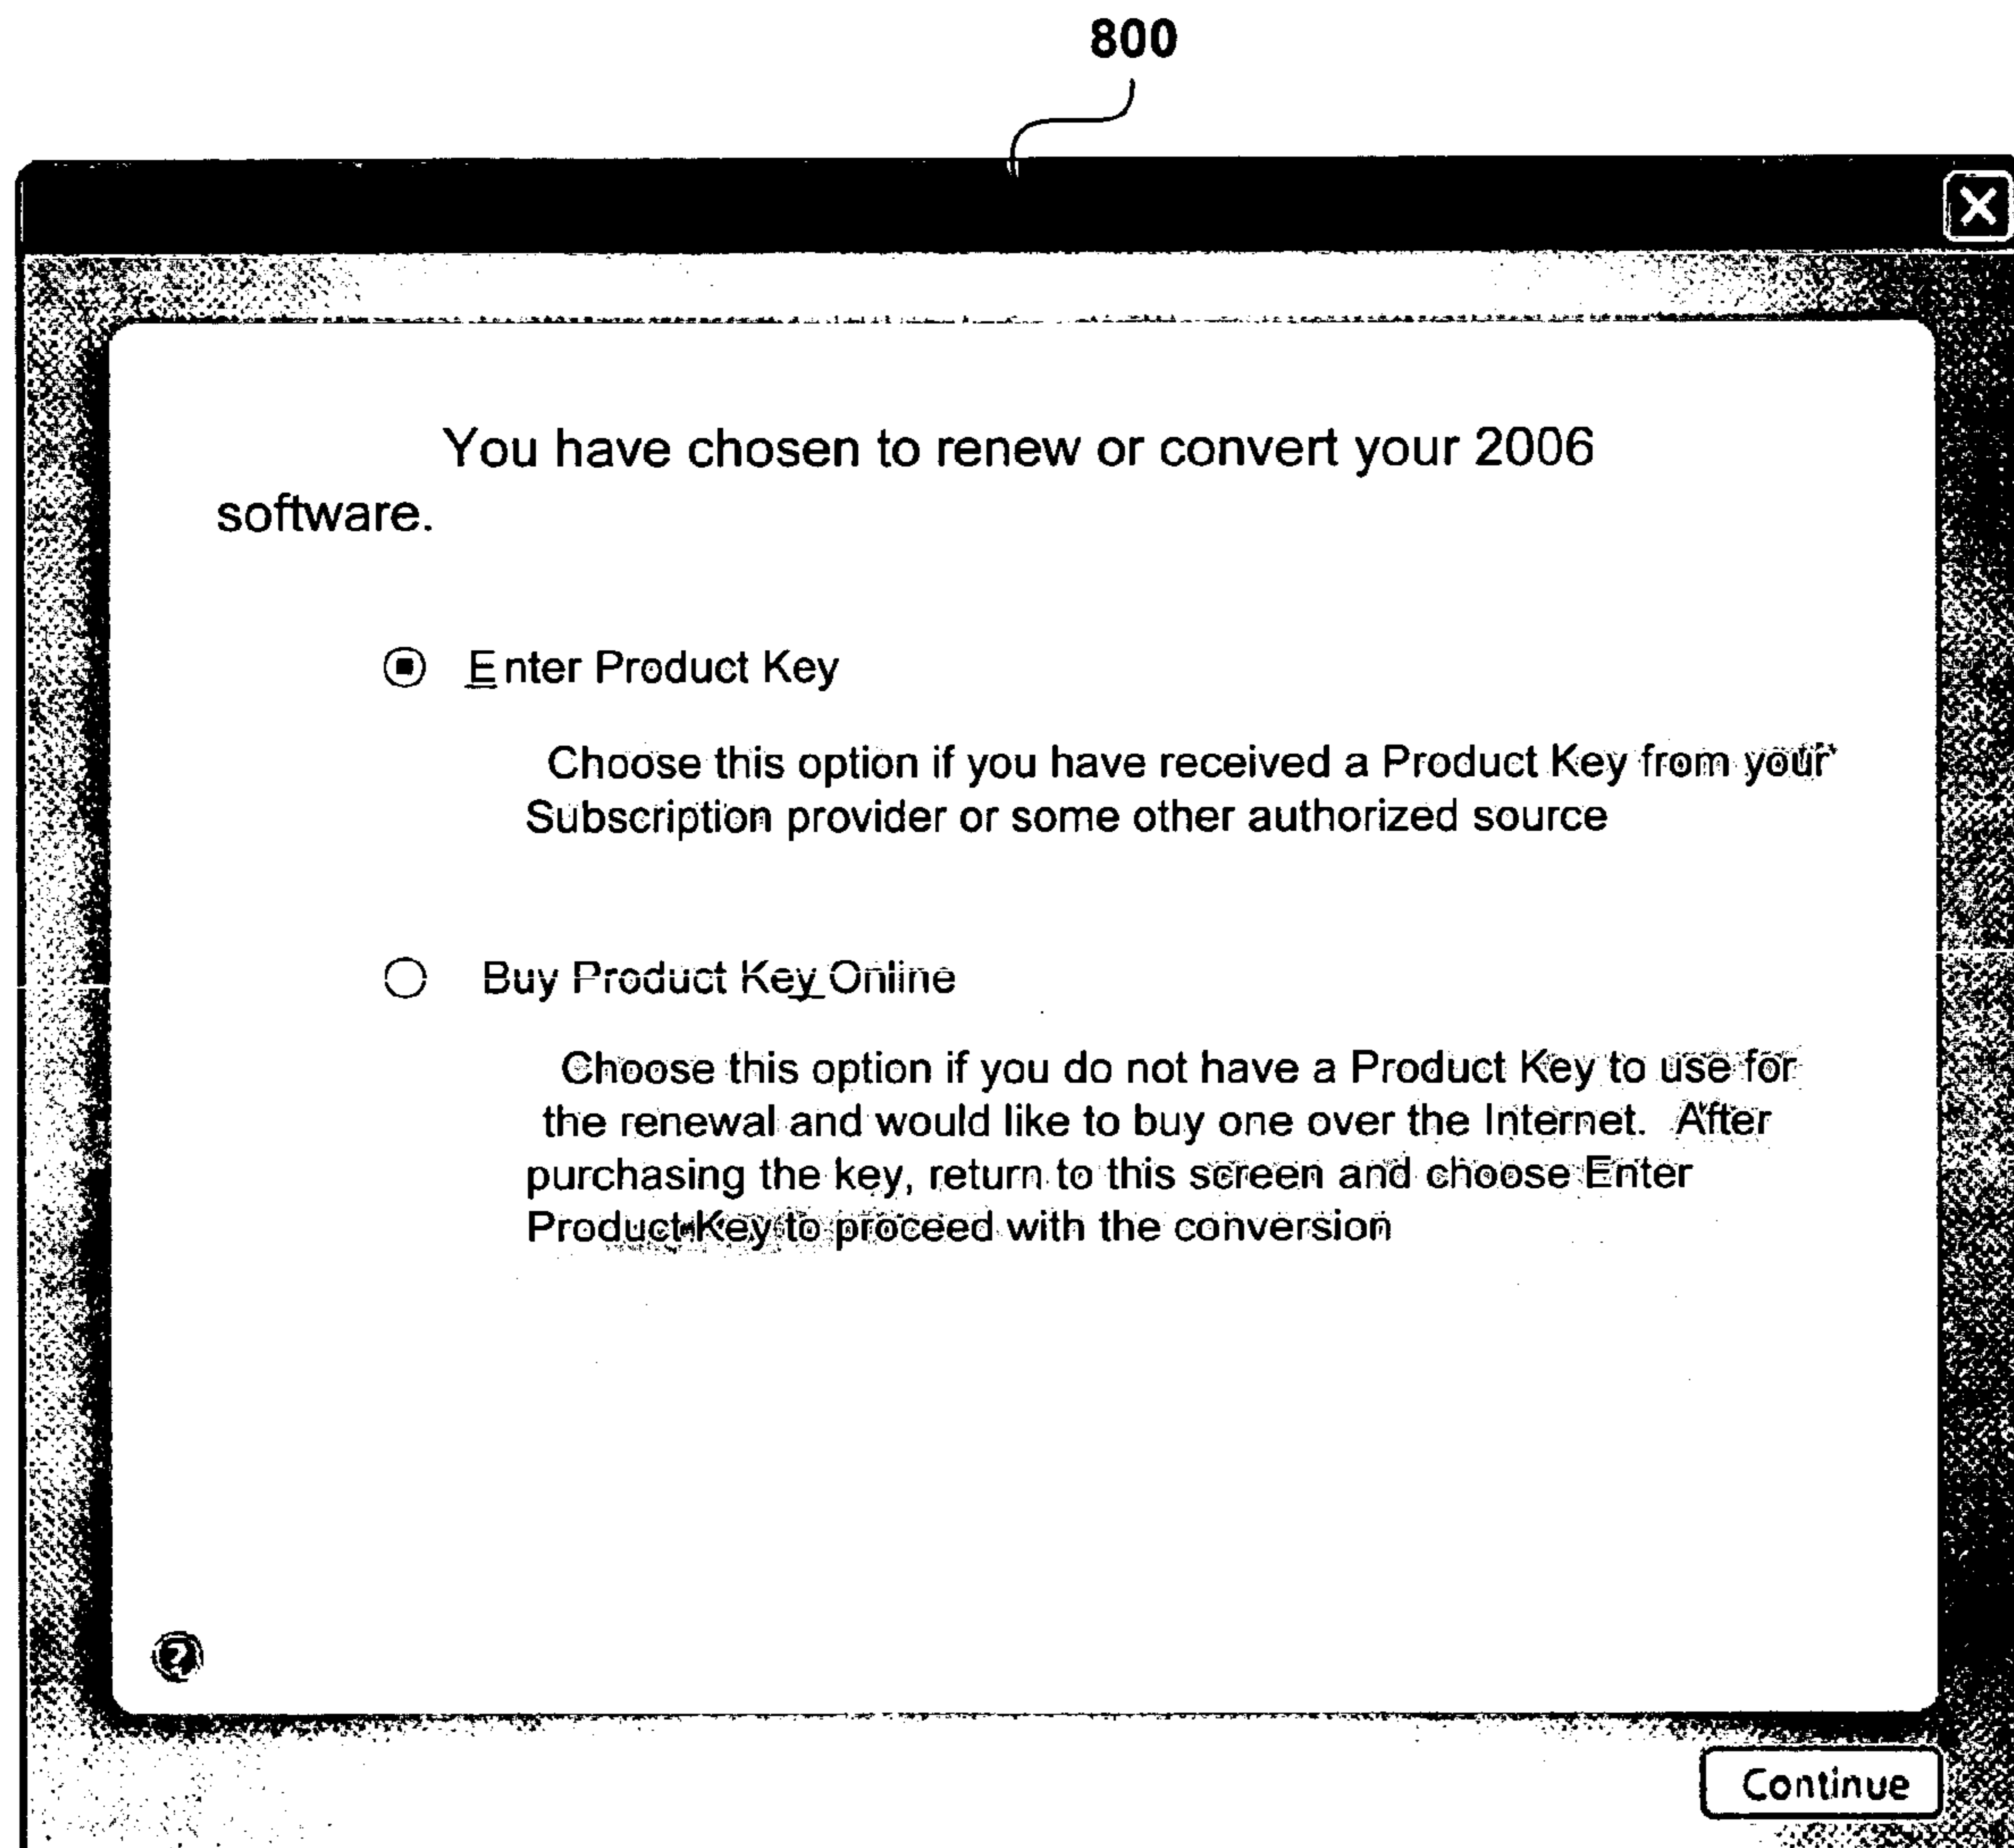 800
You have chosen to renew or convert your 2006
software.
Enter Product Key
Choose this option if you have received a Product Key from your
Subscription provider or some other authorized source
Buy Product Key Online
Choose this option if you do not have a Product Key to use for
the renewal and would like to buy one over the Internet. After
purchasing the key, return to this screen and choose Enter
Product Key to proceed with the conversion
?
Continue